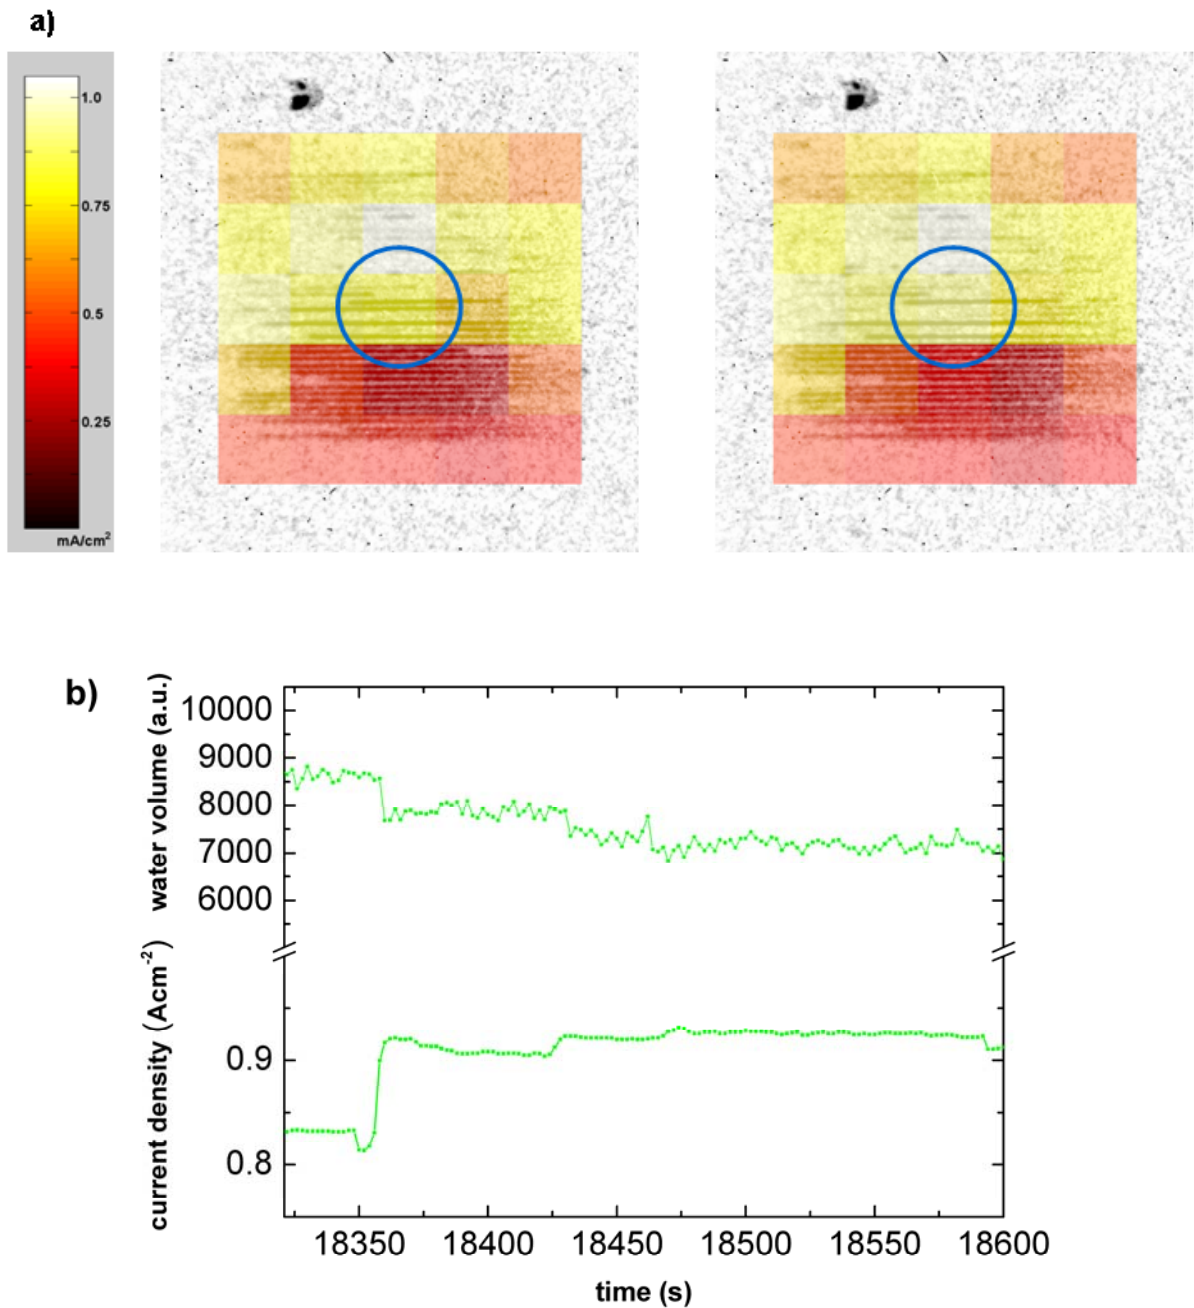 a)
1.0
0.75
0.5
0.25
mA/cm²
b)
water volume (a.u.)
10000
9000
8000
7000
6000
current density (Acm⁻²)
0.9
0.8
18350 18400 18450 18500 18550 18600
time (s)